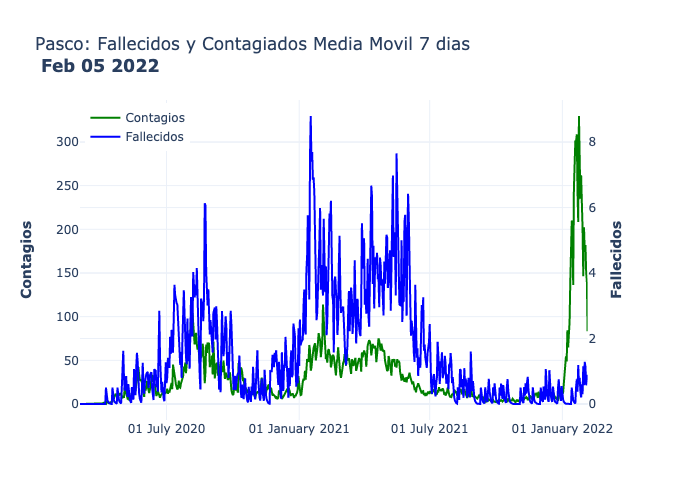 Pasco: Fallecidos y Contagiados Media Movil 7 dias
Feb 05 2022
Contagios
Fallecidos
300
250
200
150
100
50
0
8
6
4
2
0
Contagios
Fallecidos
01 July 2020
01 January 2021
01 July 2021
01 January 2022